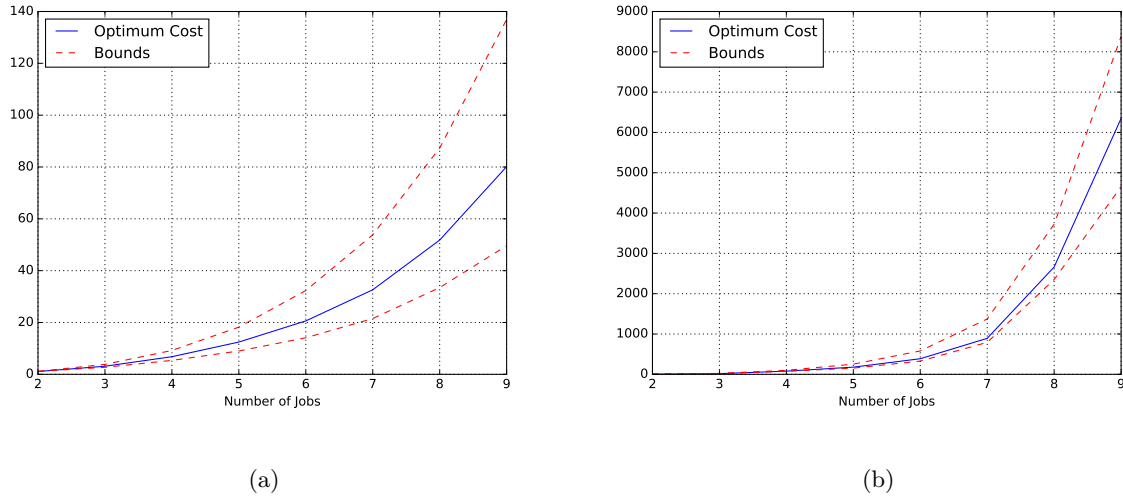 140
120
100
80
60
40
20
0
2 3 4 5 6 7 8 9
Number of Jobs
Optimum Cost
Bounds
(a)
9000
8000
7000
6000
5000
4000
3000
2000
1000
0
2 3 4 5 6 7 8 9
Number of Jobs
Optimum Cost
Bounds
(b)